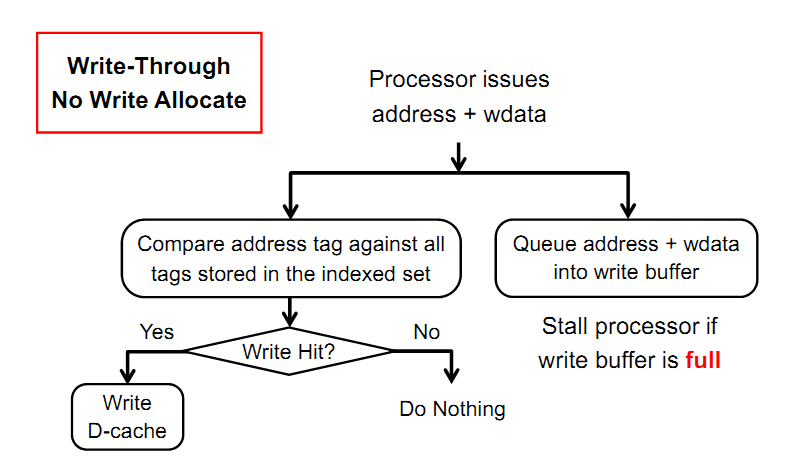 Write-Through
No Write Allocate
Processor issues
address + wdata
Compare address tag against all
tags stored in the indexed set
Queue address + wdata
into write buffer
Stall processor if
write buffer is full
Yes
Write Hit?
No
Write
D-cache
Do Nothing